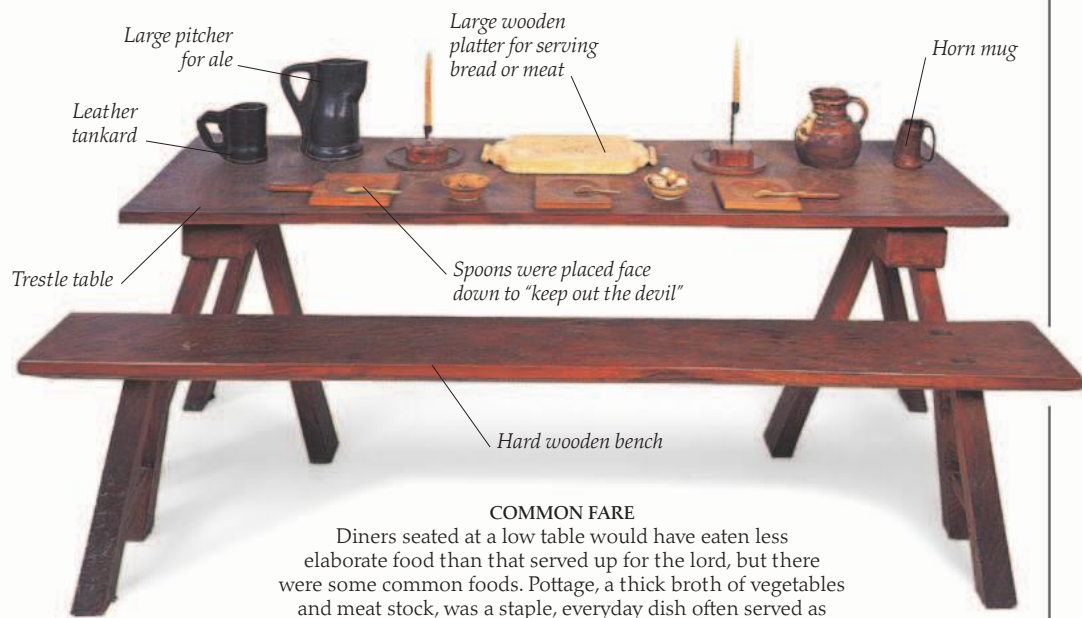 Large pitcher
for ale
Large wooden
platter for serving
bread or meat
Horn mug
Leather
tankard
Trestle table
Spoons were placed face
down to “keep out the devil”
Hard wooden bench
COMMON FARE
Diners seated at a low table would have eaten less
elaborate food than that served up for the lord, but there
were some common foods. Pottage, a thick broth of vegetables
and meat stock, was a staple, everyday dish often served as